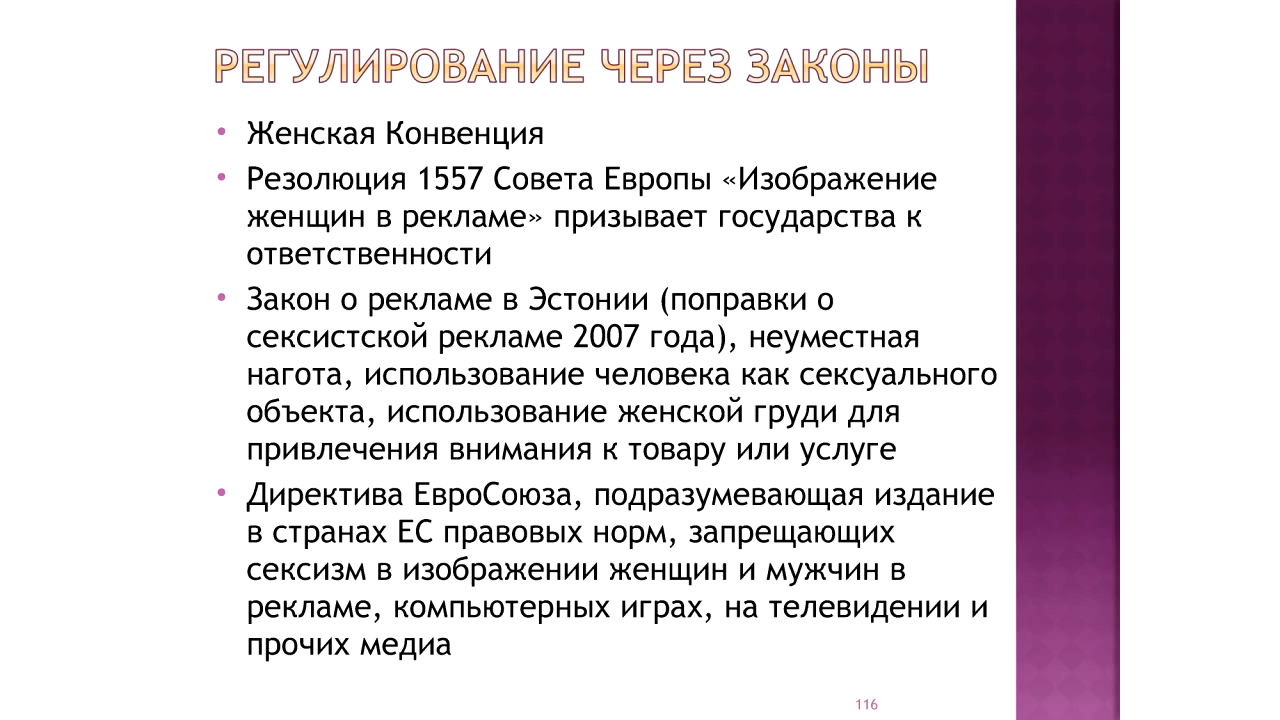 РЕГУЛИРОВАНИЕ ЧЕРЕЗ ЗАКОНЫ
• Женская Конвенция
• Резолюция 1557 Совета Европы «Изображение
женщин в рекламе» призывает государства к
ответственности
• Закон о рекламе в Эстонии (поправки о
сексистской рекламе 2007 года), неуместная
нагота, использование человека как сексуального
объекта, использование женской груди для
привлечения внимания к товару или услуге
• Директива ЕвроСоюза, подразумевающая издание
в странах ЕС правовых норм, запрещающих
сексизм в изображении женщин и мужчин в
рекламе, компьютерных играх, на телевидении и
прочих медиа
116